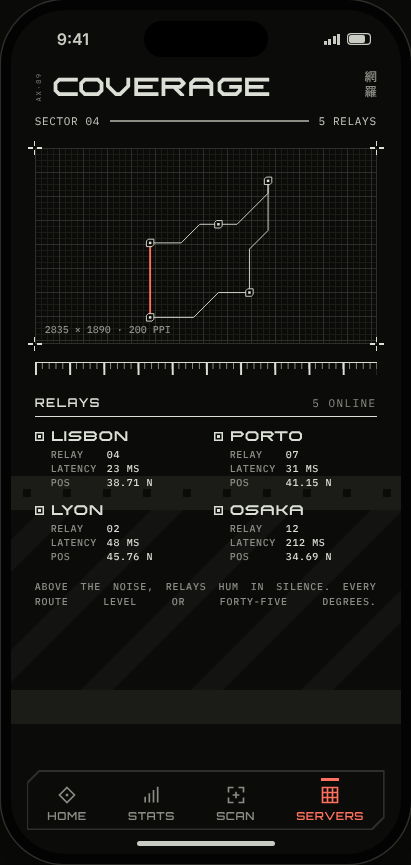 9:41
AX-09
COVERAGE
網羅
SECTOR 04 5 RELAYS
2835 × 1890 · 200 PPI
RELAYS 5 ONLINE
LISBON PORTO
RELAY 04 RELAY 07
LATENCY 23 MS LATENCY 31 MS
POS 38.71 N POS 41.15 N
LYON OSAKA
RELAY 02 RELAY 12
LATENCY 48 MS LATENCY 212 MS
POS 45.76 N POS 34.69 N
ABOVE THE NOISE, RELAYS HUM IN SILENCE. EVERY
ROUTE LEVEL OR FORTY-FIVE DEGREES.
HOME STATS SCAN SERVERS